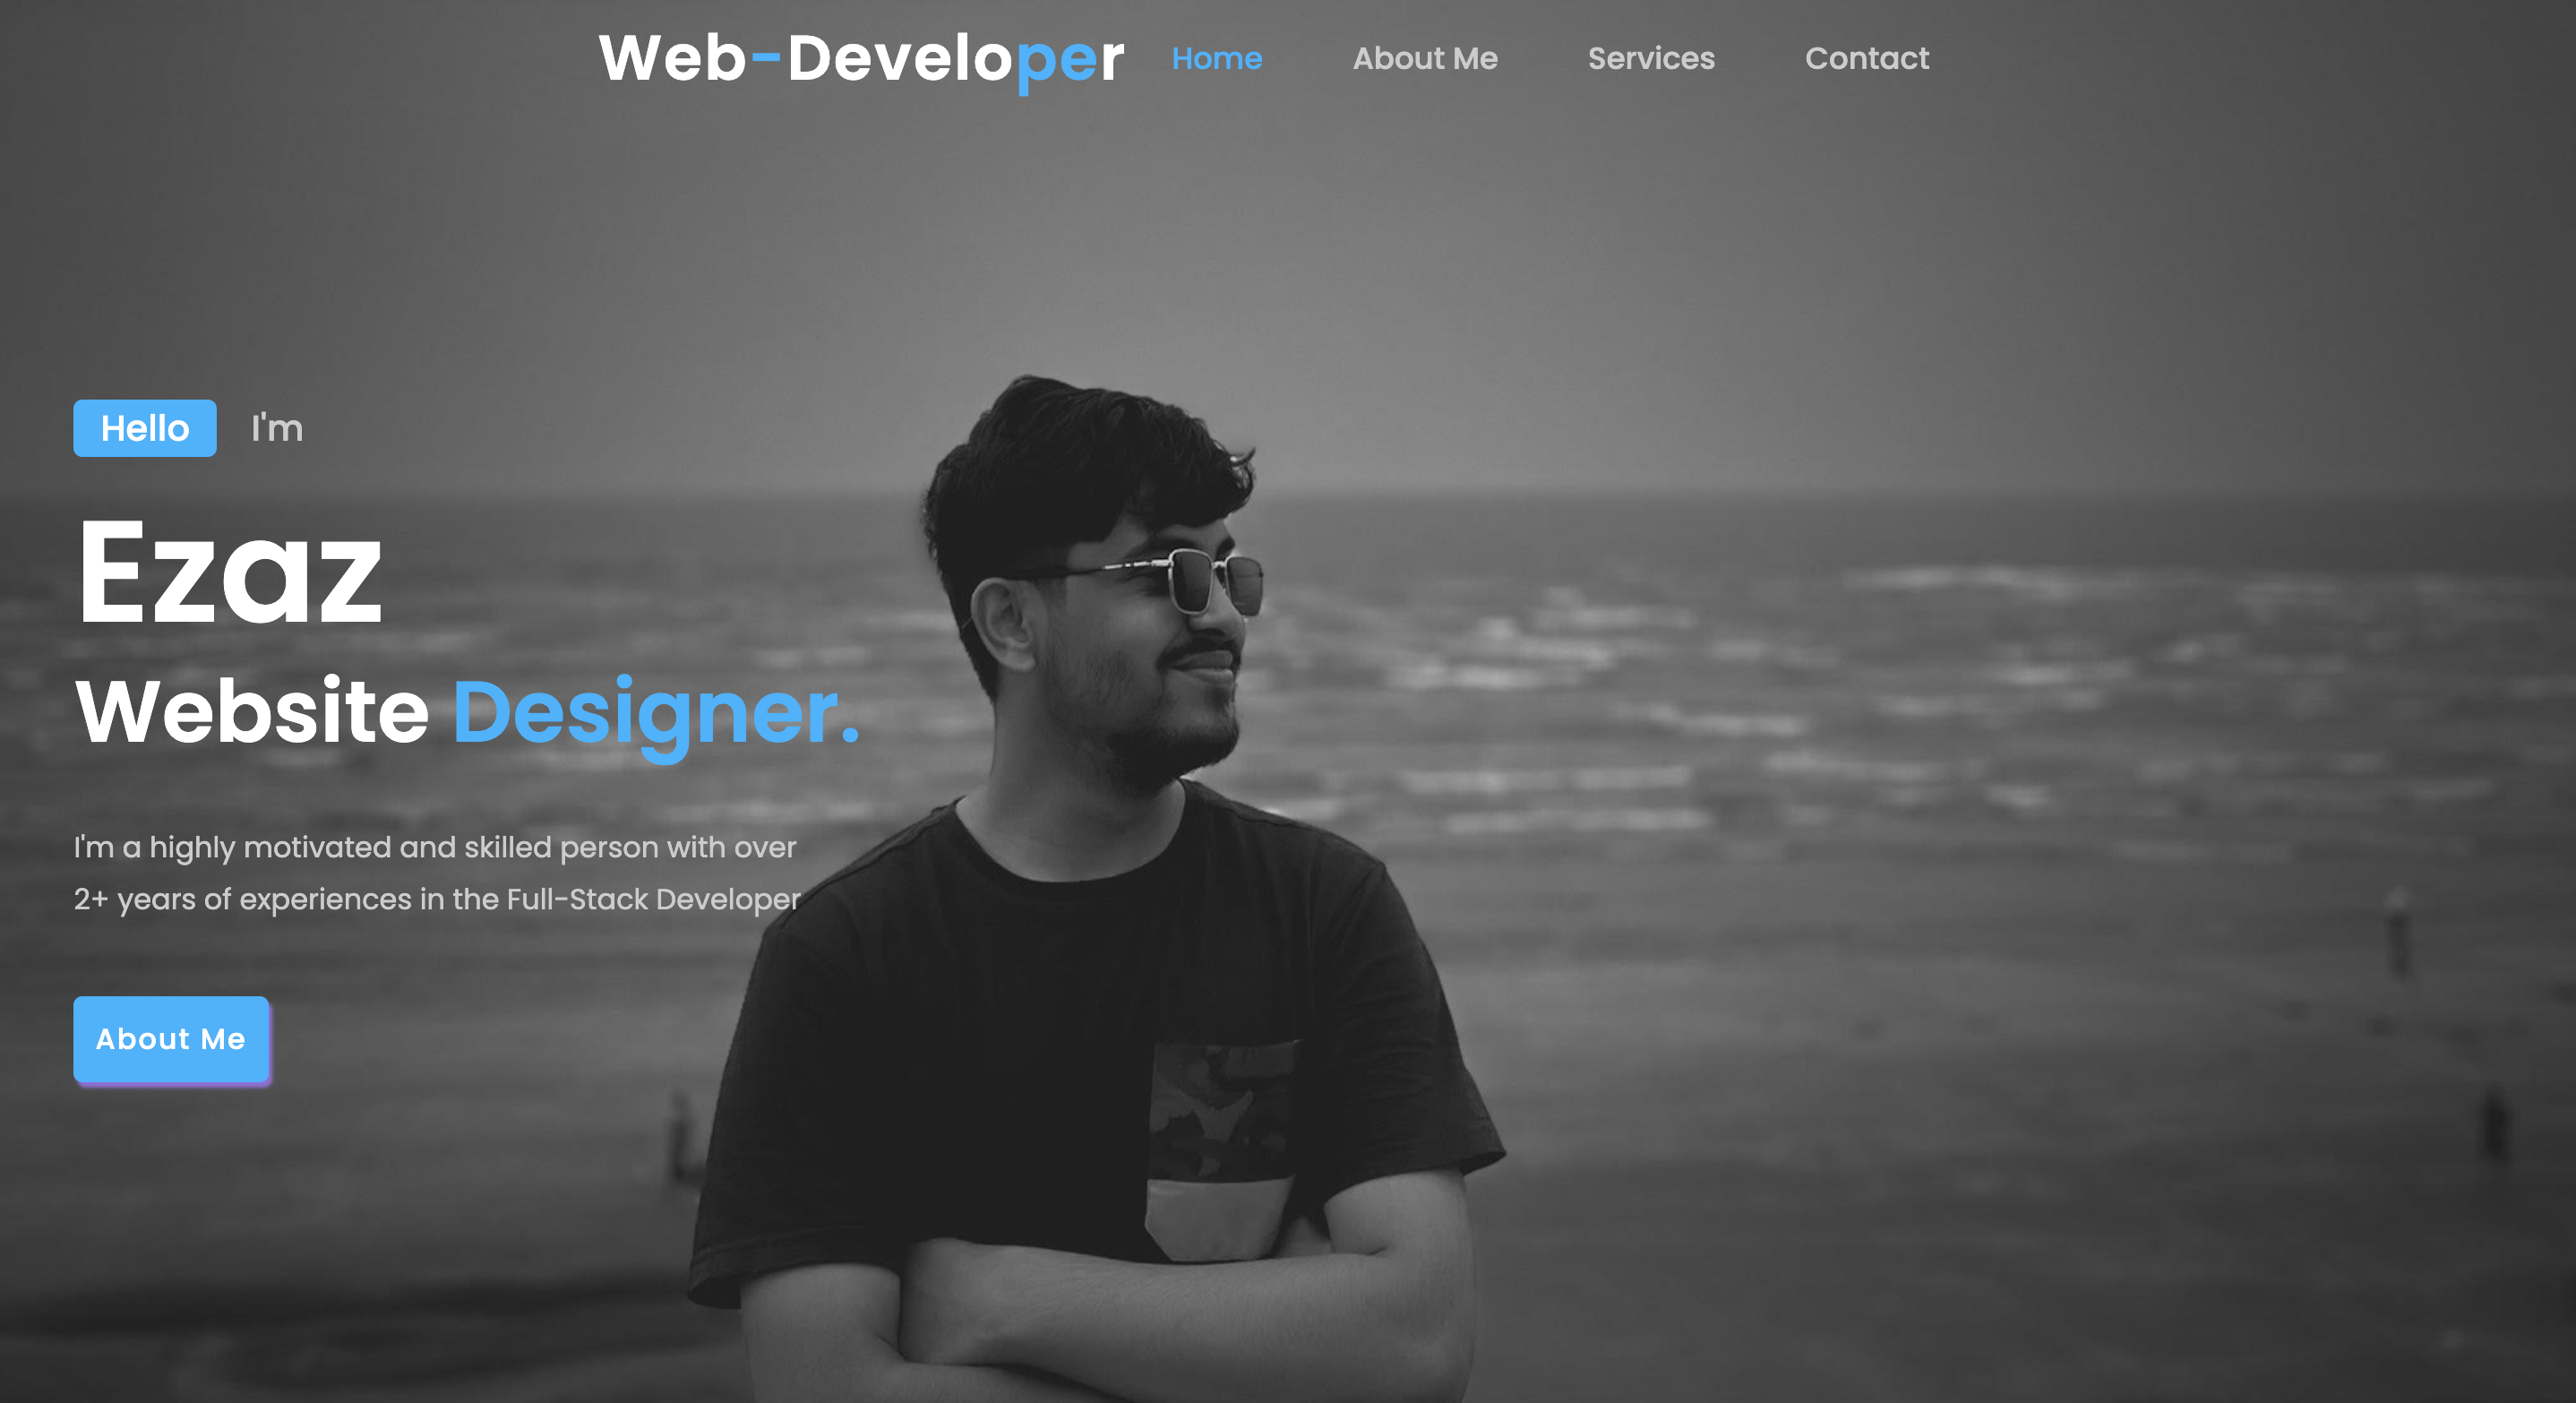 Web-Developer Home About Me Services Contact
Hello I'm
Ezaz
Website Designer.
I'm a highly motivated and skilled person with over
2+ years of experiences in the Full-Stack Developer
About Me